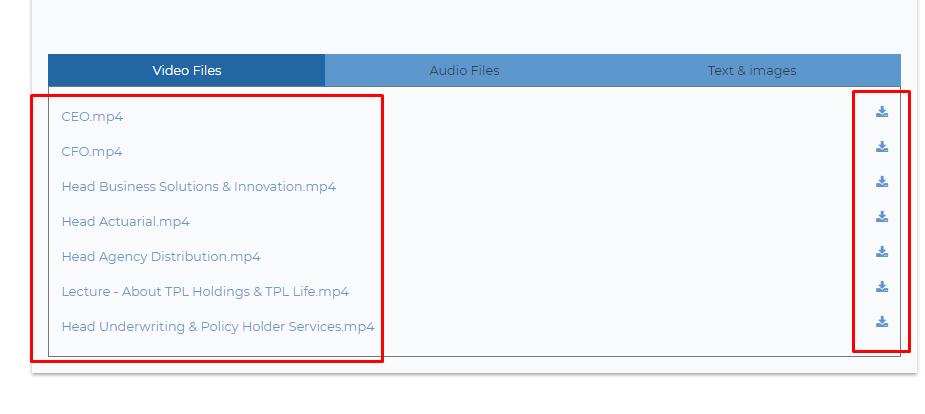 Video Files Audio Files Text & images
CEO.mp4
CFO.mp4
Head Business Solutions & Innovation.mp4
Head Actuarial.mp4
Head Agency Distribution.mp4
Lecture - About TPL Holdings & TPL Life.mp4
Head Underwriting & Policy Holder Services.mp4